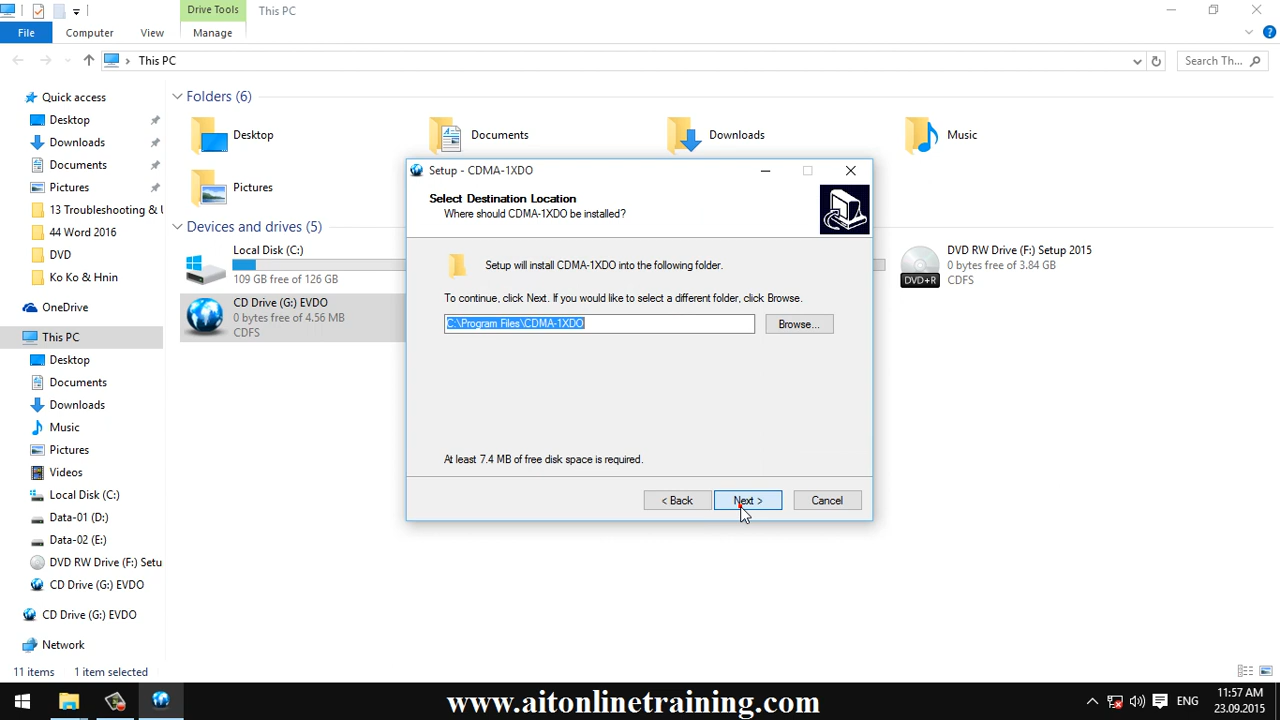 Drive Tools
This PC
File
Computer
View
Manage
This PC
Search Th...
Quick access
Desktop
Downloads
Documents
Pictures
13 Troubleshooting & U
44 Word 2016
DVD
Ko Ko & Hnin
OneDrive
This PC
Desktop
Documents
Downloads
Music
Pictures
Videos
Local Disk (C:)
Data-01 (D:)
Data-02 (E:)
DVD RW Drive (F:) Setu
CD Drive (G:) EVDO
CD Drive (G:) EVDO
Network
Folders (6)
Desktop
Documents
Downloads
Music
Pictures
Devices and drives (5)
Local Disk (C:)
109 GB free of 126 GB
DVD RW Drive (F:) Setup 2015
0 bytes free of 3.84 GB
CDFS
DVD+R
CD Drive (G:) EVDO
0 bytes free of 4.56 MB
CDFS
Setup - CDMA-1XDO
Select Destination Location
Where should CDMA-1XDO be installed?
Setup will install CDMA-1XDO into the following folder.
To continue, click Next. If you would like to select a different folder, click Browse.
C:\Program Files\CDMA-1XDO
Browse...
At least 7.4 MB of free disk space is required.
< Back
Next >
Cancel
11 items
1 item selected
www.aitonlinetraining.com
ENG
11:57 AM
23.09.2015